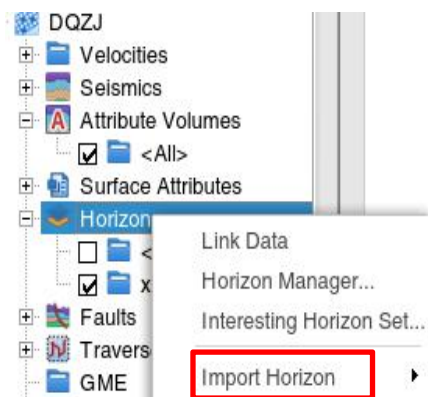 DQZJ
Velocities
Seismics
Attribute Volumes
<All>
Surface Attributes
Horizon
<
x
Faults
Travers
GME
Link Data
Horizon Manager...
Interesting Horizon Set...
Import Horizon